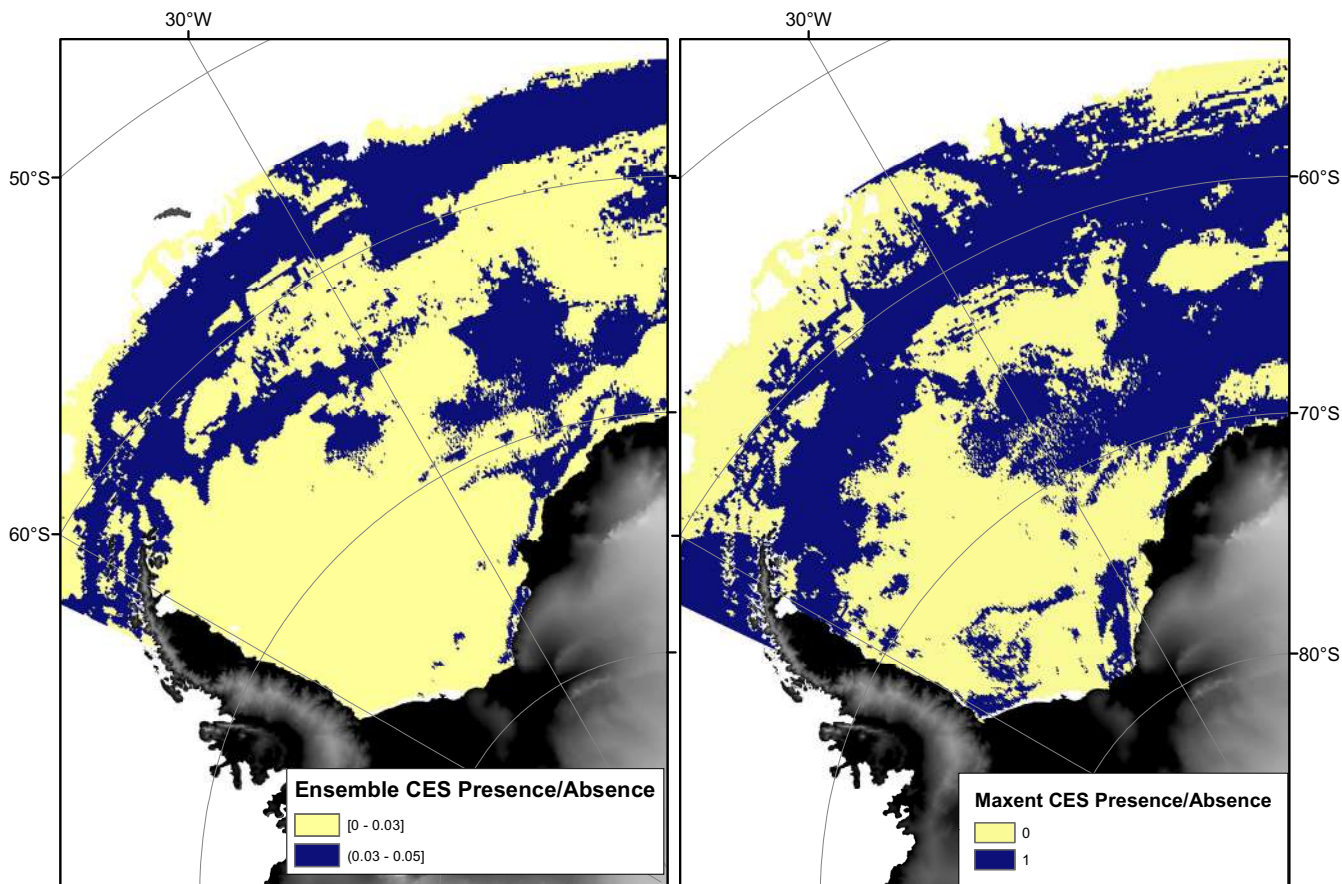 30°W
30°W
50°S
60°S
60°S
70°S
80°S
Ensemble CES Presence/Absence
[0 - 0.03]
(0.03 - 0.05]
Maxent CES Presence/Absence
0
1